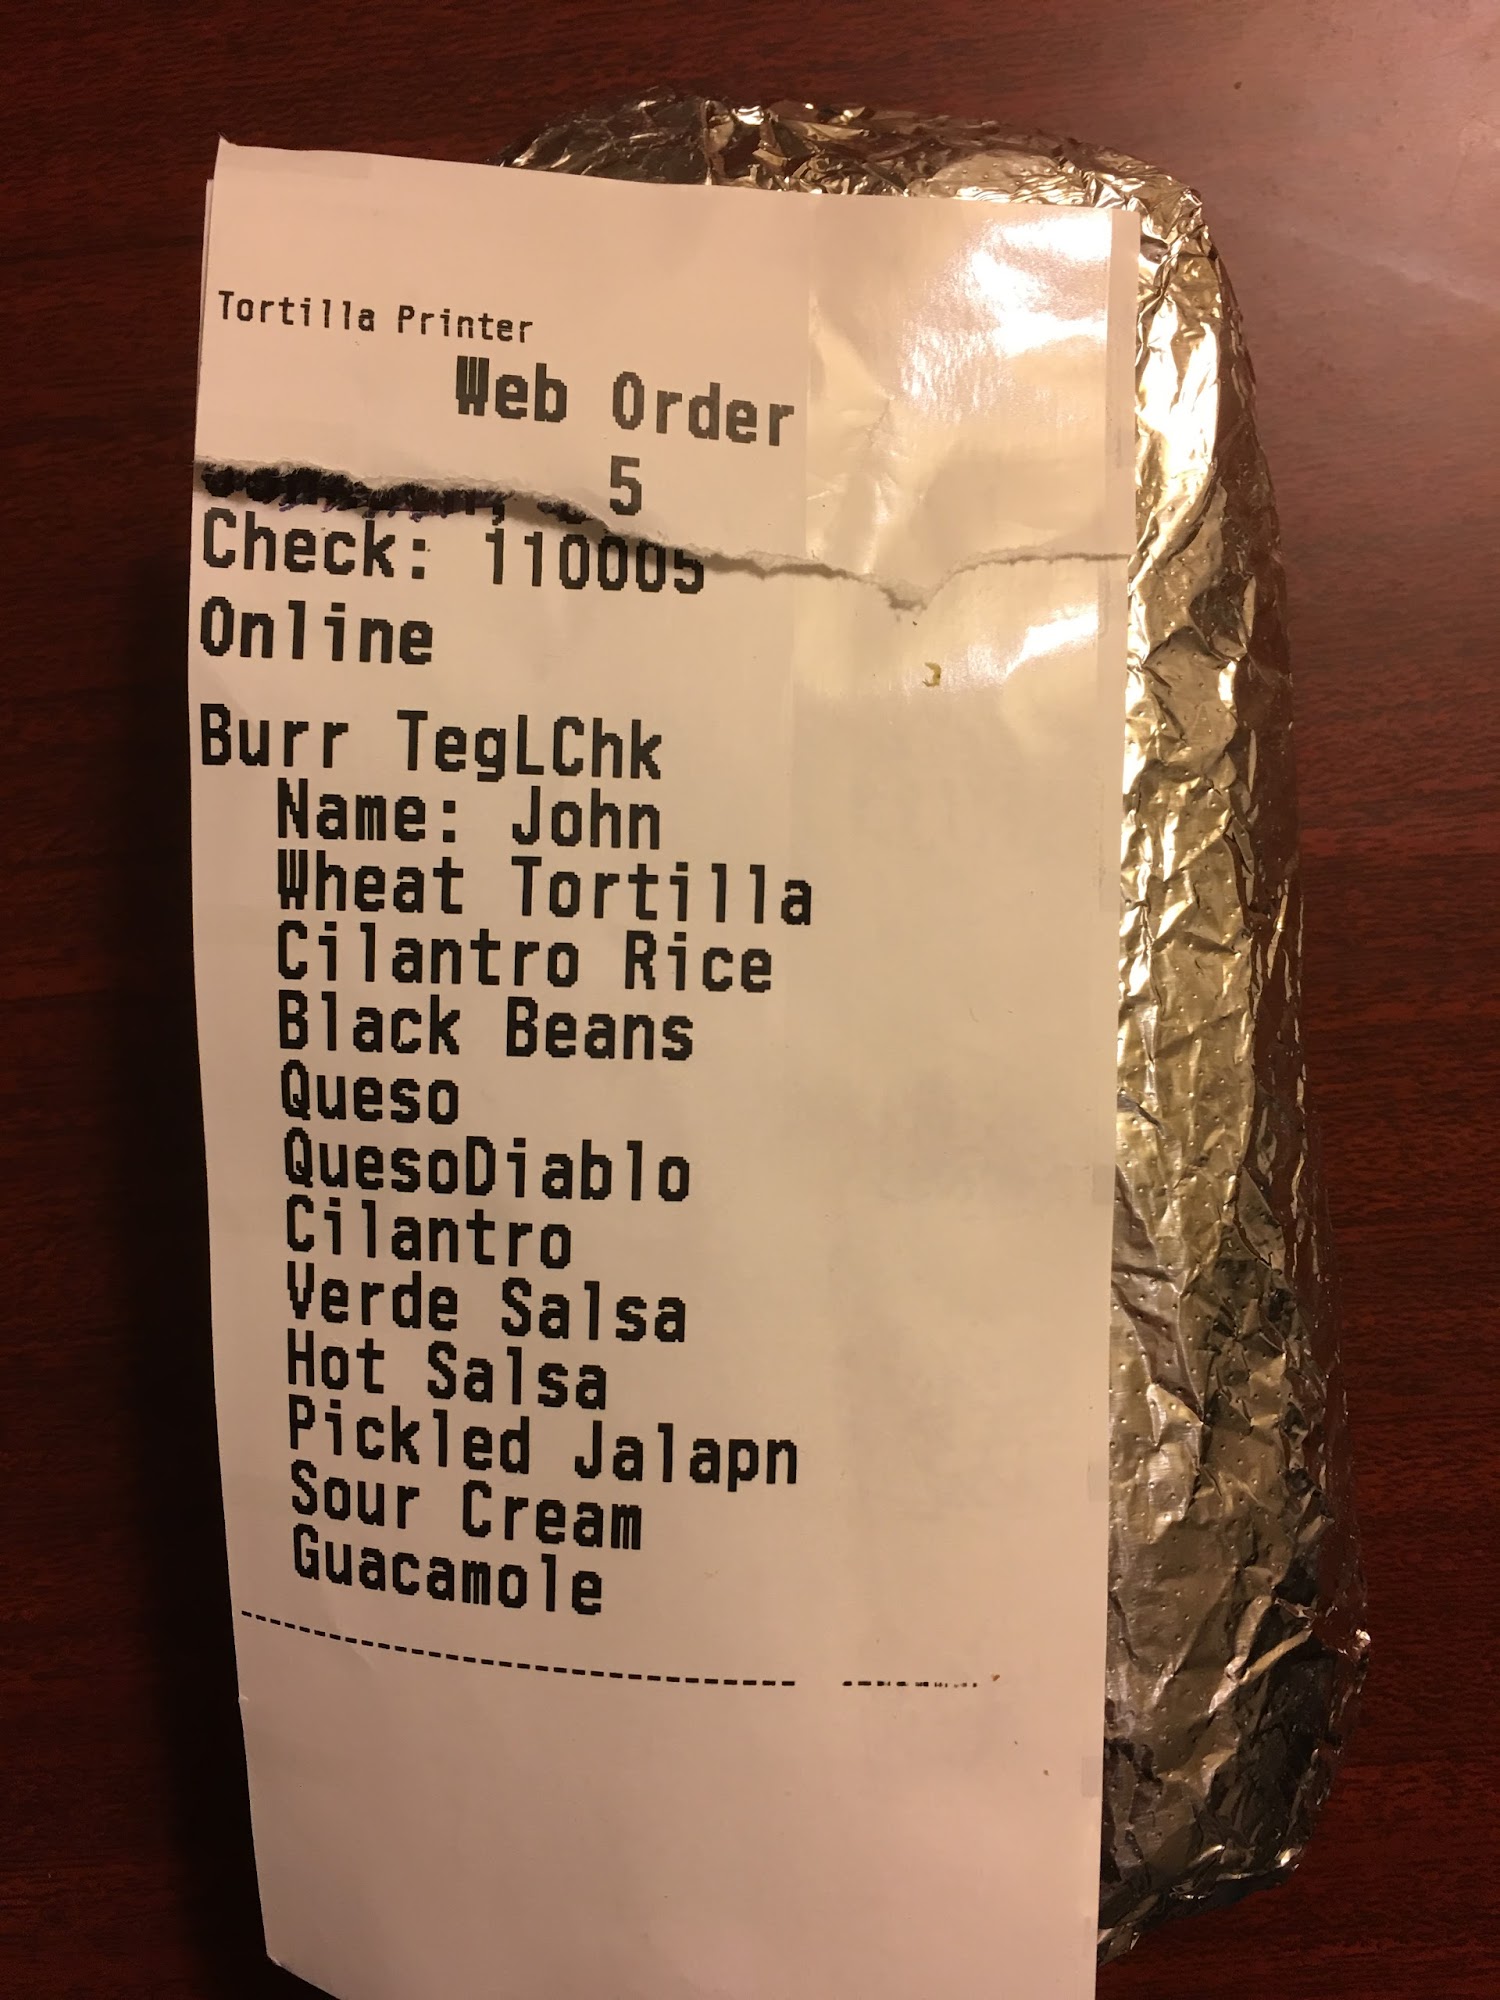 Tortilla Printer
Web Order
5
Check: 110005
Online
Burr TegLChk
Name: John
Wheat Tortilla
Cilantro Rice
Black Beans
Queso
QuesoDiablo
Cilantro
Verde Salsa
Hot Salsa
Pickled Jalapn
Sour Cream
Guacamole